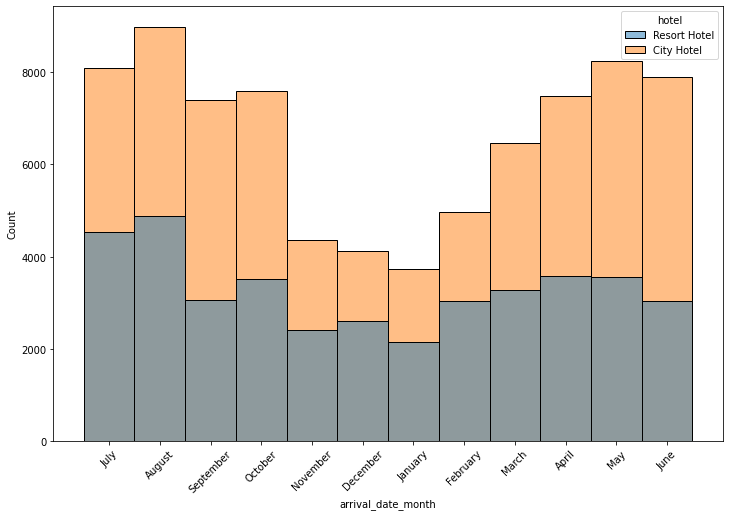 hotel
Resort Hotel
City Hotel
8000
6000
4000
2000
0
Count
July
August
September
October
November
December
January
February
March
April
May
June
arrival_date_month